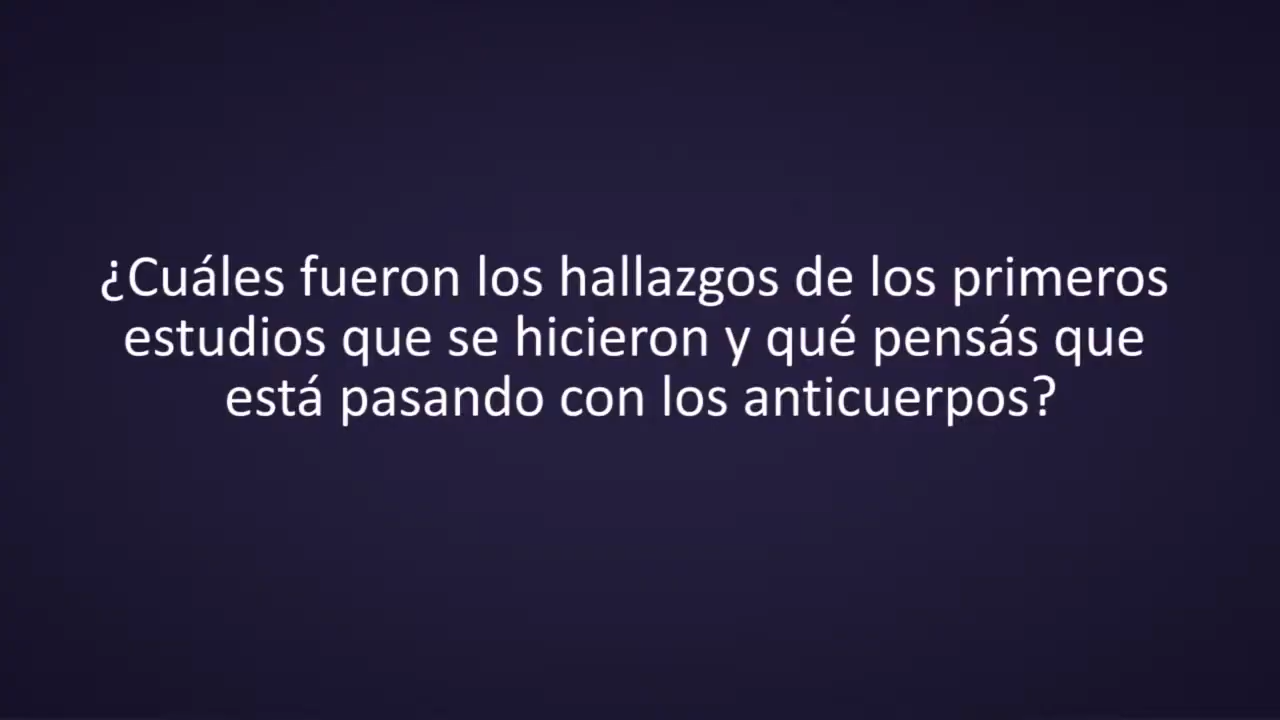 ¿Cuáles fueron los hallazgos de los primeros
estudios que se hicieron y qué pensás que
está pasando con los anticuerpos?